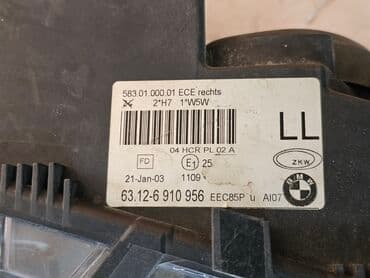 583.01.000.01 ECE rechts
2*H7 1*W5W
04 HCR PL 02 A
LL
FD E1 25
ZKW
21-Jan-03 1109
63.12-6 910 956 EEC85P u AI07
BMW